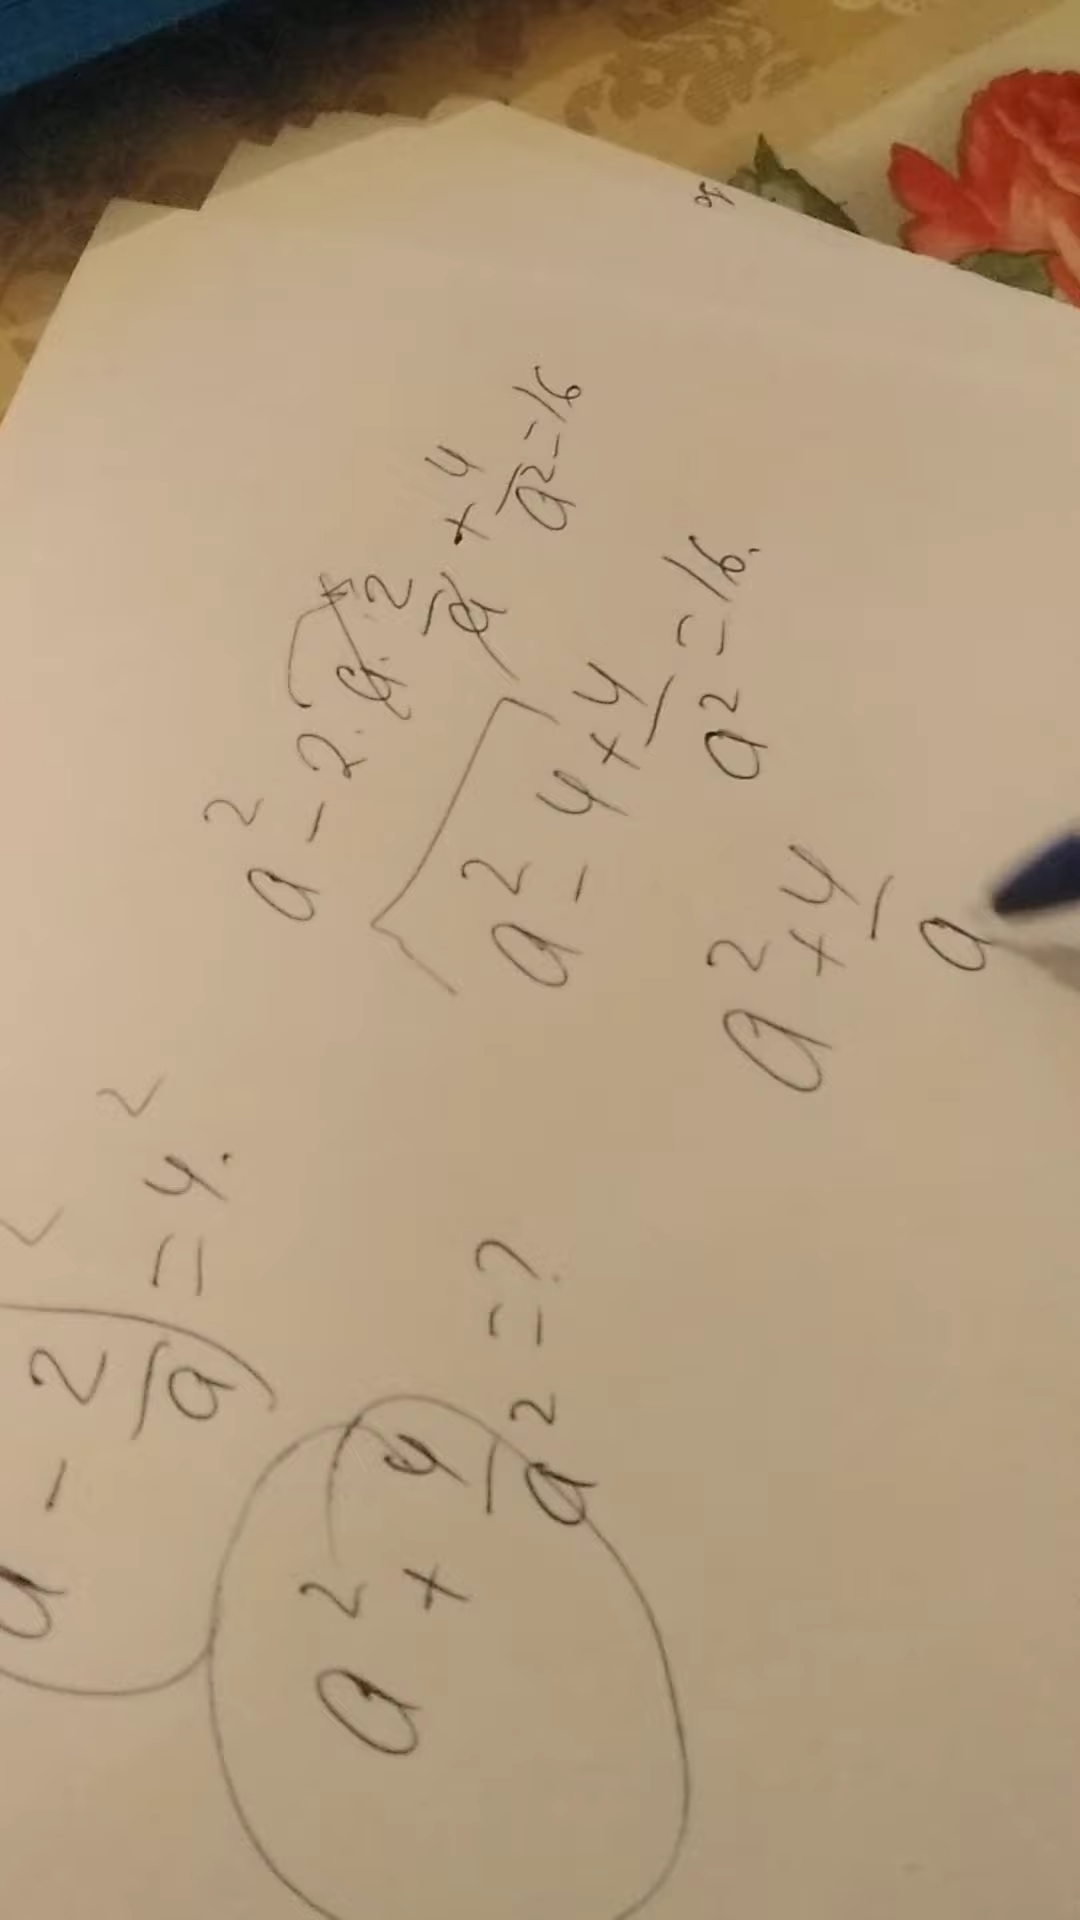 (a - 2/a)² = 4.²
a² + 4/a² = ?
a² - 2 · a · 2/a + 4/a² = 16
a² - 4 + 4/a² = 16.
a² + 4/a